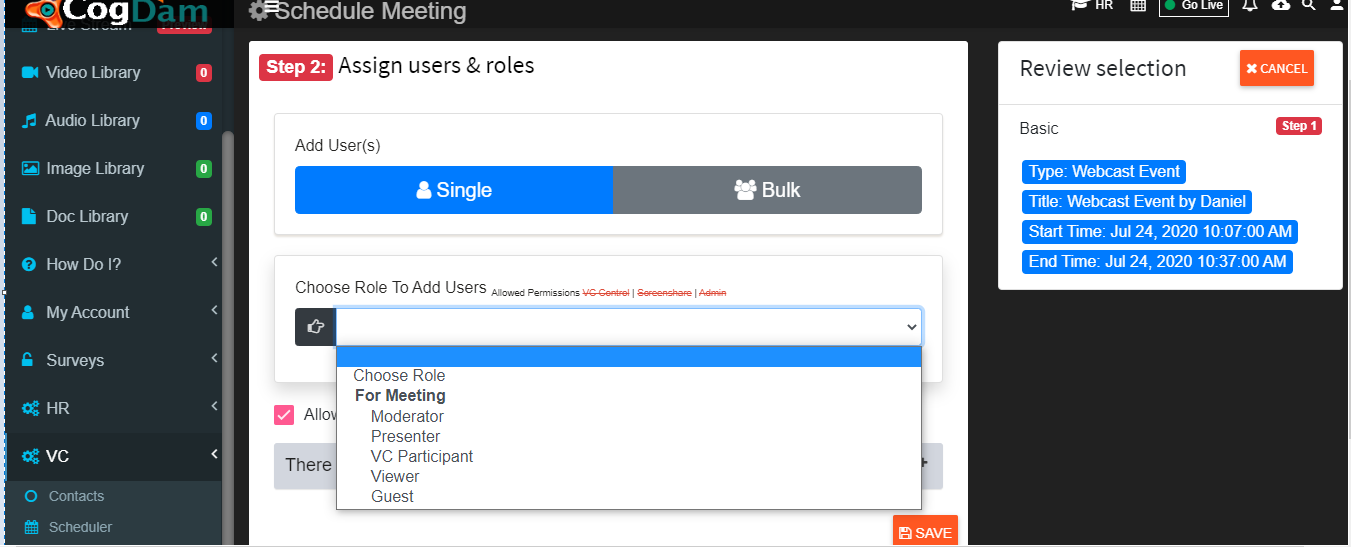 CogDam
Schedule Meeting
HR
Go Live
Live Stream
Preview
Video Library
0
Audio Library
0
Image Library
0
Doc Library
0
How Do I?
My Account
Surveys
HR
VC
Contacts
Scheduler
Step 2: Assign users & roles
Add User(s)
Single
Bulk
Choose Role To Add Users Allowed Permissions VC Control | Screenshare | Admin
Choose Role
For Meeting
Moderator
Presenter
VC Participant
Viewer
Guest
There
SAVE
Review selection
CANCEL
Basic
Step 1
Type: Webcast Event
Title: Webcast Event by Daniel
Start Time: Jul 24, 2020 10:07:00 AM
End Time: Jul 24, 2020 10:37:00 AM